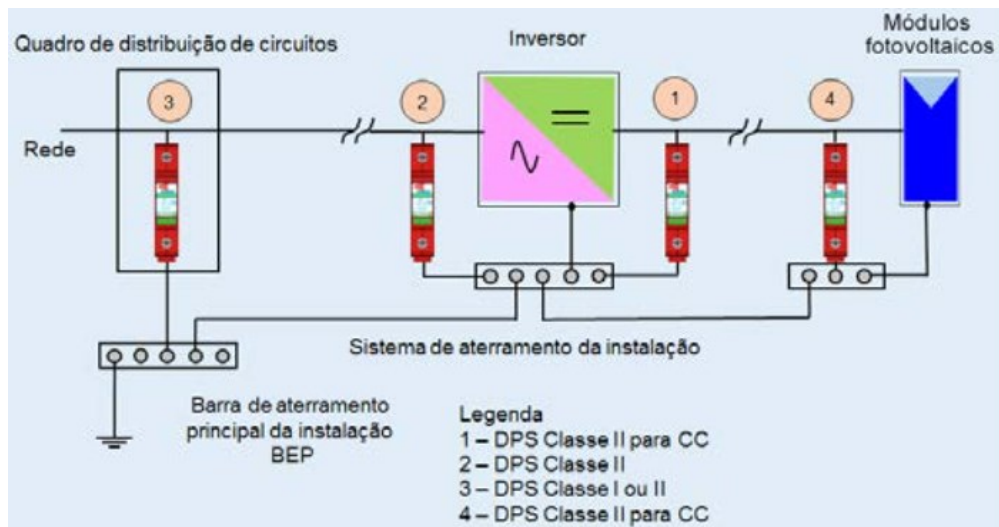 Quadro de distribuição de circuitos
Inversor
Módulos
fotovoltaicos
3
2
1
4
Rede
Sistema de aterramento da instalação
Barra de aterramento
principal da instalação
BEP
Legenda
1 – DPS Classe II para CC
2 – DPS Classe II
3 – DPS Classe I ou II
4 – DPS Classe II para CC